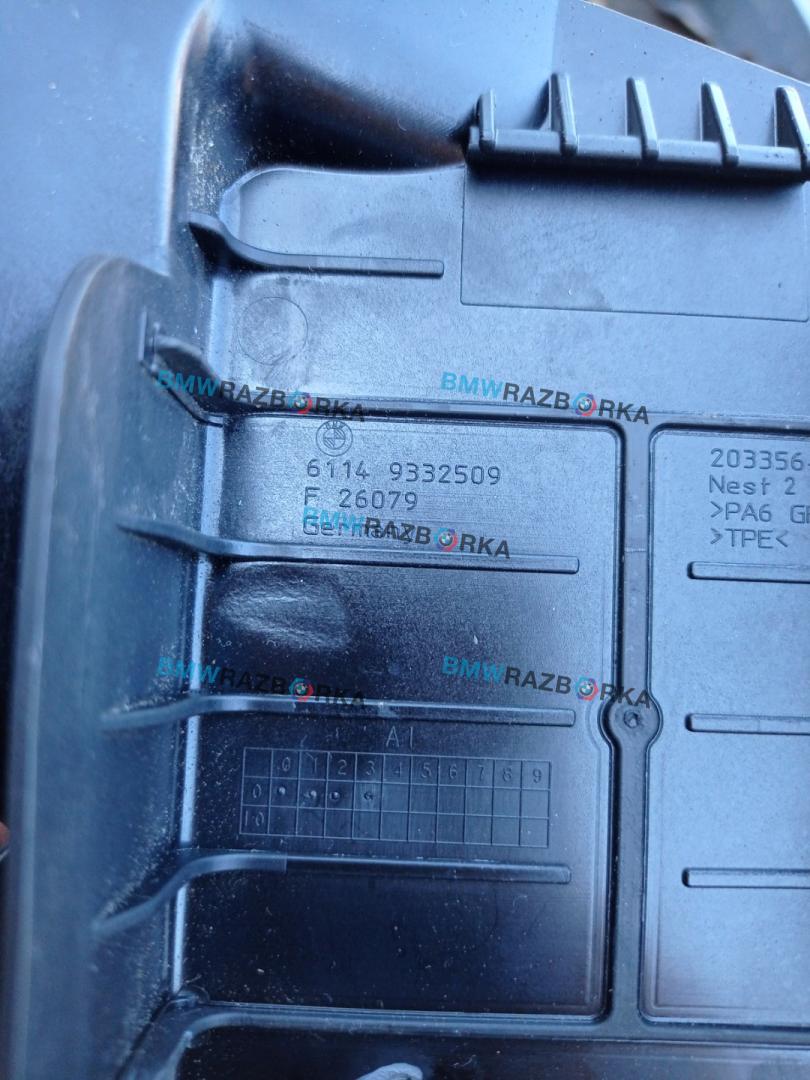 BMWRAZBORKA
BMWRAZBORKA
6114 9332509
F 26079
Germany
BMWRAZBORKA
203356
Nest 2
>PA6
>TPE<
BMWRAZBORKA
BMWRAZBORKA
A1
0 1 2 3 4 5 6 7 8 9
0
10